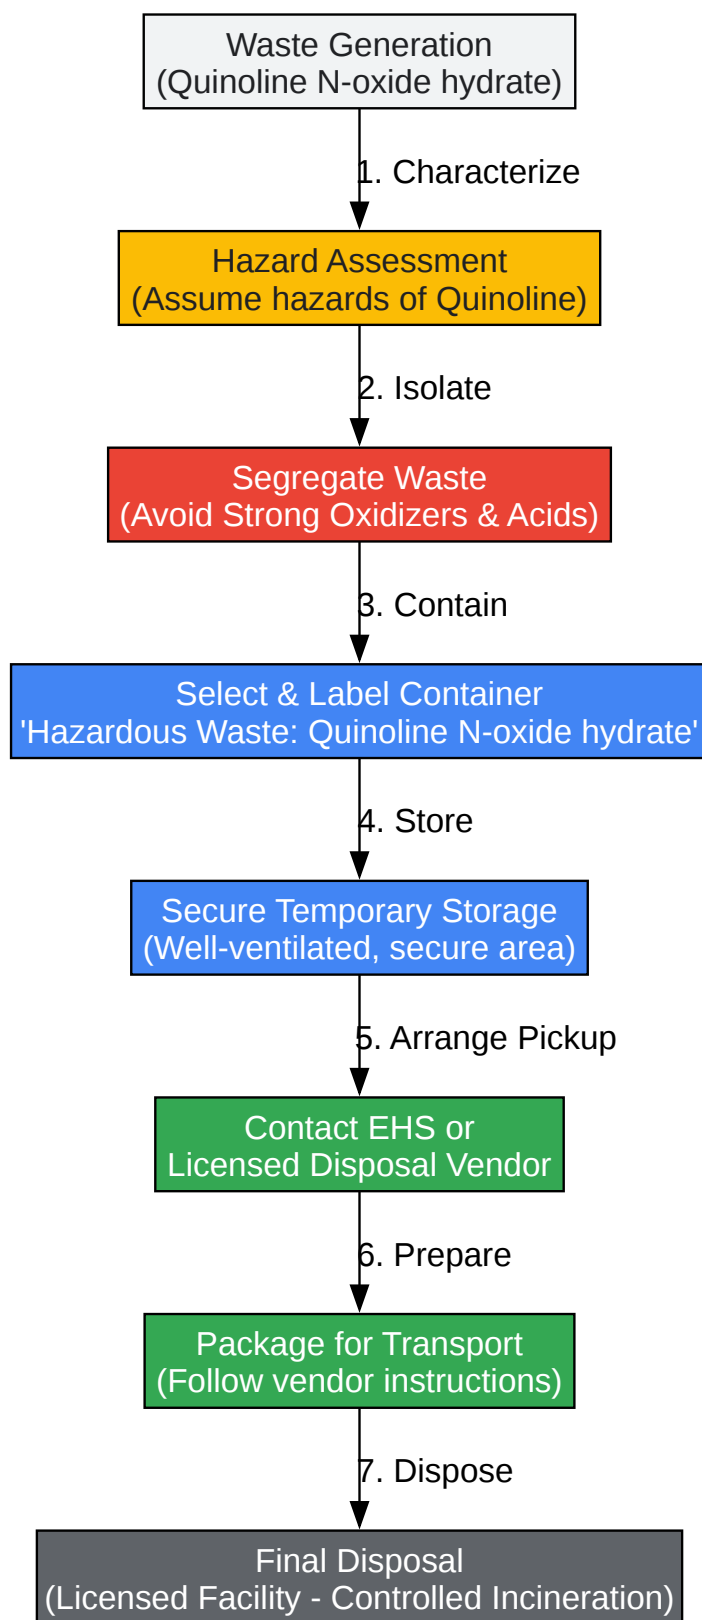 Waste Generation
(Quinoline N-oxide hydrate)
1. Characterize
Hazard Assessment
(Assume hazards of Quinoline)
2. Isolate
Segregate Waste
(Avoid Strong Oxidizers & Acids)
3. Contain
Select & Label Container
'Hazardous Waste: Quinoline N-oxide hydrate'
4. Store
Secure Temporary Storage
(Well-ventilated, secure area)
5. Arrange Pickup
Contact EHS or
Licensed Disposal Vendor
6. Prepare
Package for Transport
(Follow vendor instructions)
7. Dispose
Final Disposal
(Licensed Facility - Controlled Incineration)